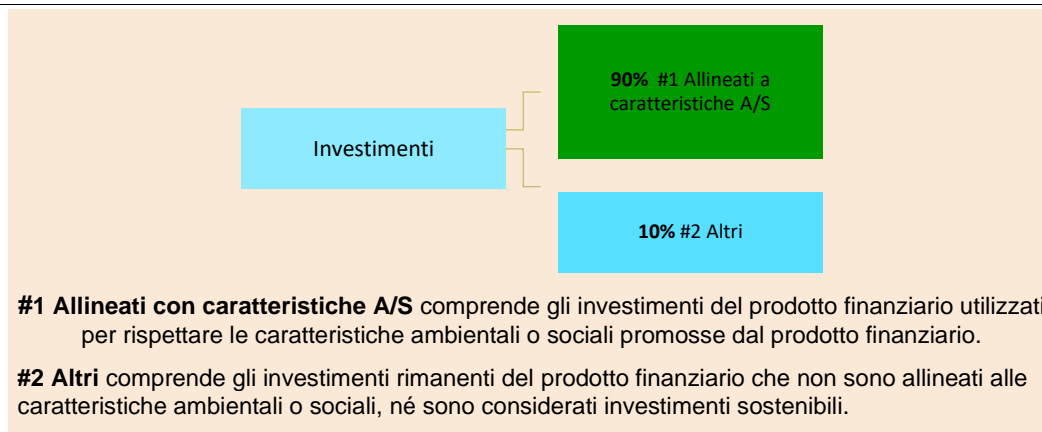 90% #1 Allineati a
caratteristiche A/S
Investimenti
10% #2 Altri
#1 Allineati con caratteristiche A/S comprende gli investimenti del prodotto finanziario utilizzati
per rispettare le caratteristiche ambientali o sociali promosse dal prodotto finanziario.
#2 Altri comprende gli investimenti rimanenti del prodotto finanziario che non sono allineati alle
caratteristiche ambientali o sociali, né sono considerati investimenti sostenibili.